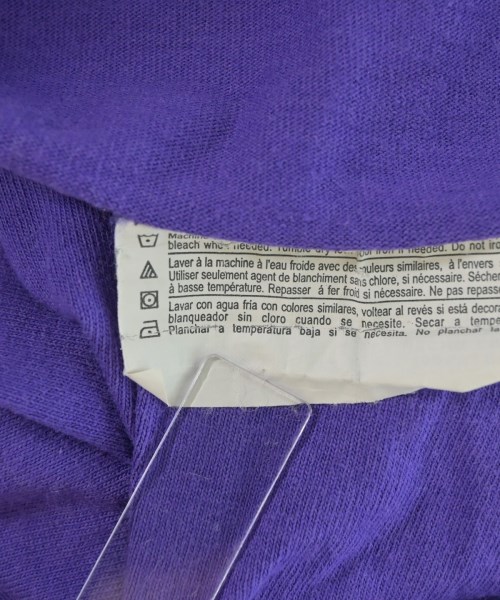 Machin
bleach when needed. Tumble dry low. Do not iro
Laver à la machine à l'eau froide avec des couleurs similaires, à l'envers
Utiliser seulement agent de blanchiment sans chlore, si nécessaire. Sécher
à basse température. Repasser à fer froid si nécessaire. Ne pas repasse
Lavar con agua fría con colores similares, voltear al revés si está decora
blanqueador sin cloro cuando se necesite. Secar a temper
Planchar a temperatura baja si se necesita. No planchar la